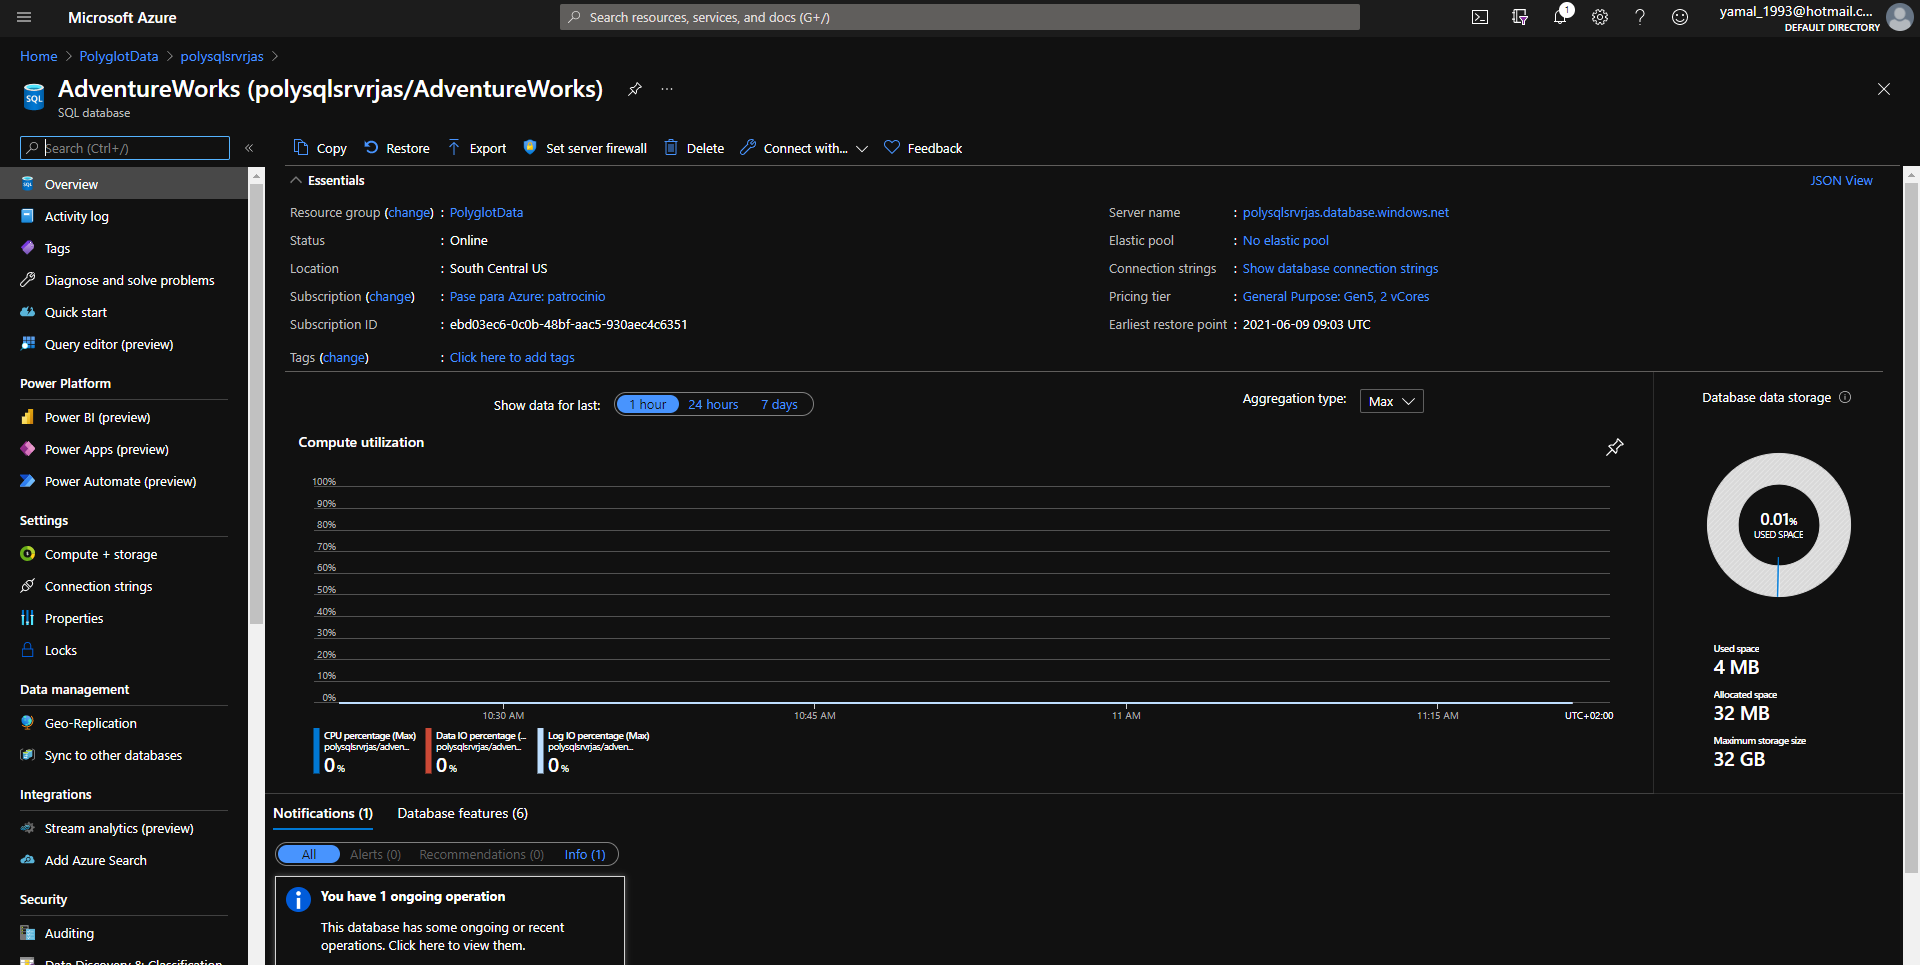 Microsoft Azure
Search resources, services, and docs (G+/)
1
yamal_1993@hotmail.c...
DEFAULT DIRECTORY
Home > PolyglotData > polysqlsrvrjas >
AdventureWorks (polysqlsrvrjas/AdventureWorks)
SQL
SQL database
Search (Ctrl+/)
«
Copy
Restore
Export
Set server firewall
Delete
Connect with...
Feedback
Overview
Activity log
Tags
Diagnose and solve problems
Quick start
Query editor (preview)
Power Platform
Power BI (preview)
Power Apps (preview)
Power Automate (preview)
Settings
Compute + storage
Connection strings
Properties
Locks
Data management
Geo-Replication
Sync to other databases
Integrations
Stream analytics (preview)
Add Azure Search
Security
Auditing
Data Discovery & Classification
Essentials
JSON View
Resource group (change) : PolyglotData
Status : Online
Location : South Central US
Subscription (change) : Pase para Azure: patrocinio
Subscription ID : ebd03ec6-0c0b-48bf-aac5-930aec4c6351
Tags (change) : Click here to add tags
Server name : polysqlsrvrjas.database.windows.net
Elastic pool : No elastic pool
Connection strings : Show database connection strings
Pricing tier : General Purpose: Gen5, 2 vCores
Earliest restore point : 2021-06-09 09:03 UTC
Show data for last: 1 hour 24 hours 7 days
Aggregation type: Max
Compute utilization
100%
90%
80%
70%
60%
50%
40%
30%
20%
10%
0%
10:30 AM 10:45 AM 11 AM 11:15 AM UTC+02:00
CPU percentage (Max)
polysqlsrvrjas/adven...
0%
Data IO percentage (...
polysqlsrvrjas/adven...
0%
Log IO percentage (Max)
polysqlsrvrjas/adven...
0%
Database data storage
0.01%
USED SPACE
Used space
4 MB
Allocated space
32 MB
Maximum storage size
32 GB
Notifications (1) Database features (6)
All Alerts (0) Recommendations (0) Info (1)
You have 1 ongoing operation
This database has some ongoing or recent
operations. Click here to view them.